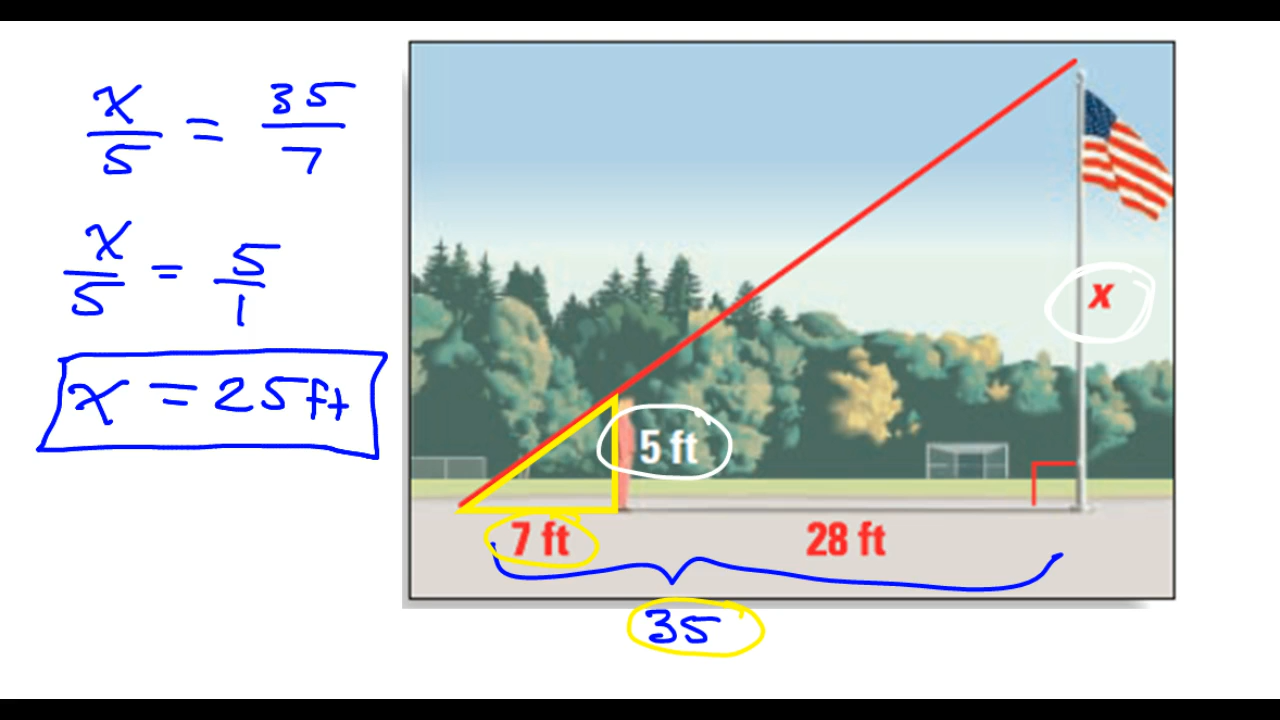 x/5 = 35/7
x/5 = 5/1
x = 25ft
x
5 ft
7 ft 28 ft
35